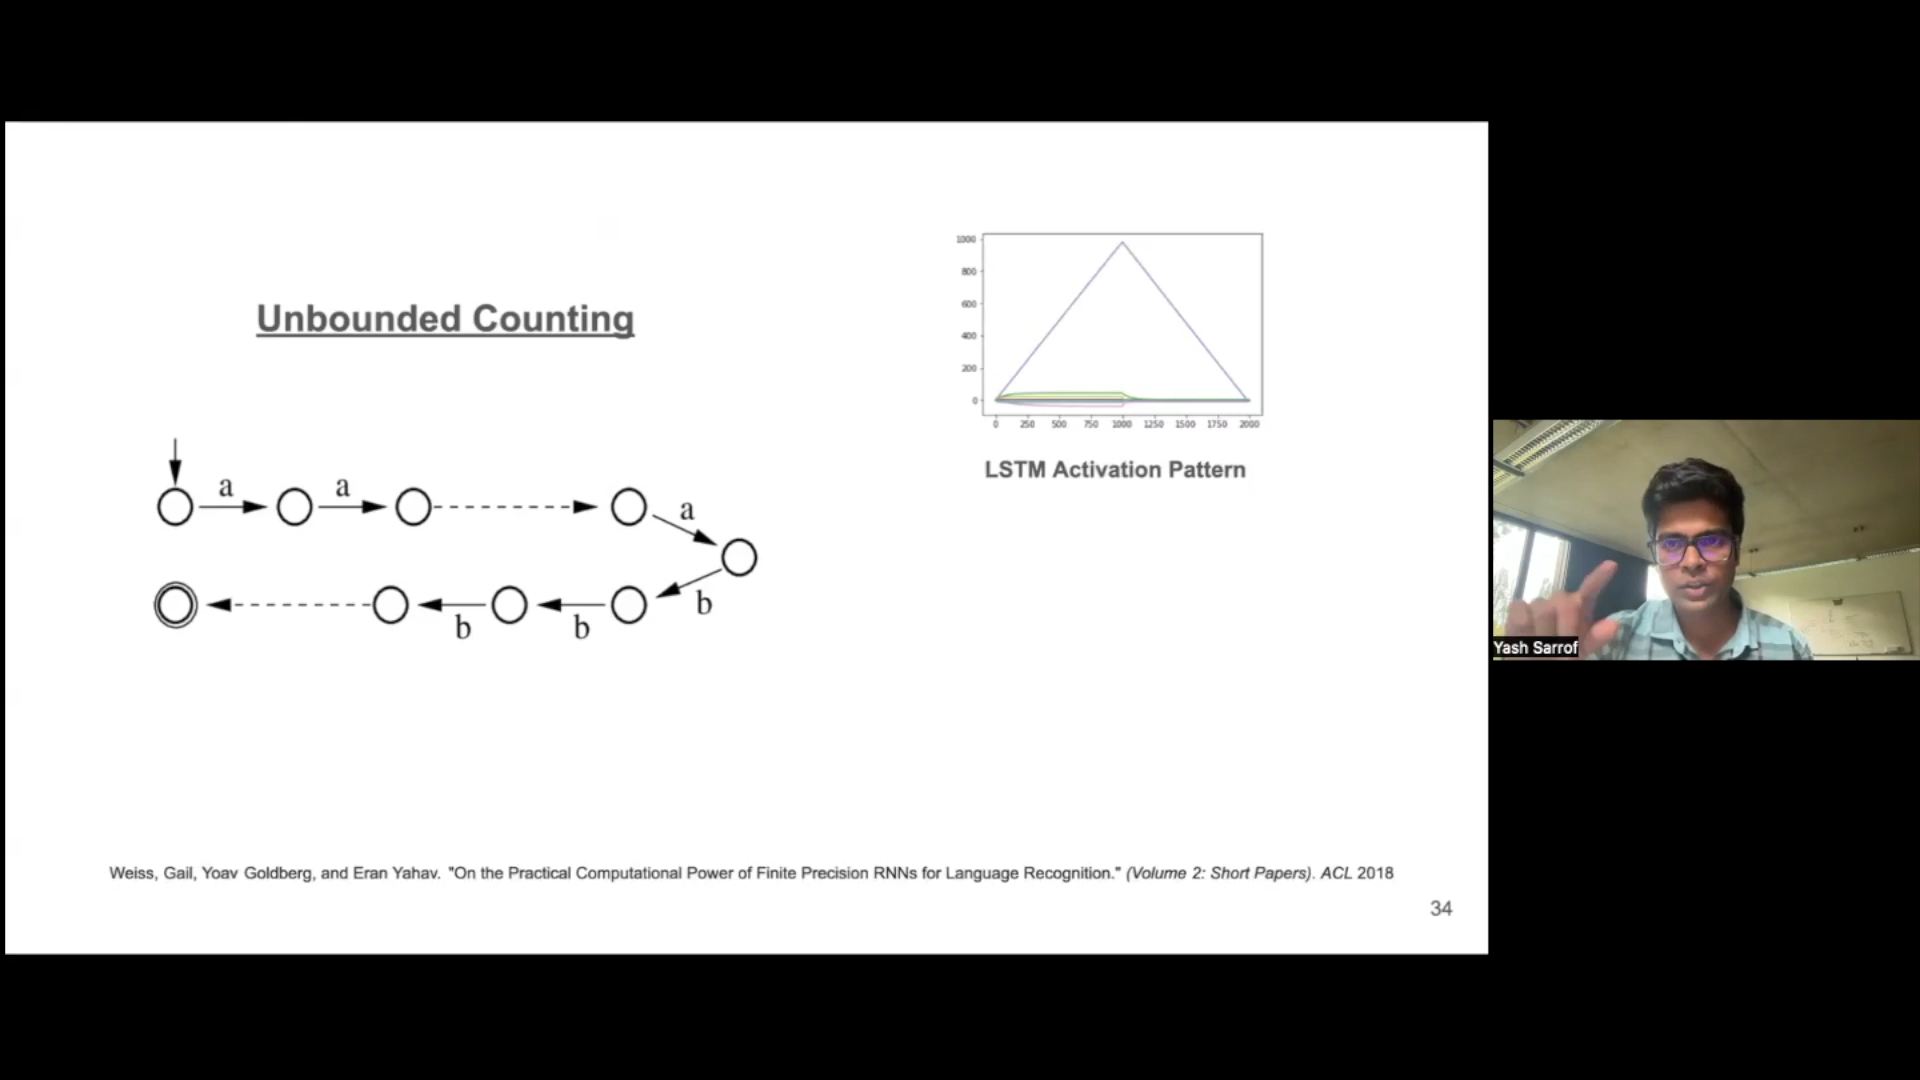 Unbounded Counting
a
a
a
b
b
b
1000
800
600
400
200
0
0 250 500 750 1000 1250 1500 1750 2000
LSTM Activation Pattern
Yash Sarrof
Weiss, Gail, Yoav Goldberg, and Eran Yahav. "On the Practical Computational Power of Finite Precision RNNs for Language Recognition." (Volume 2: Short Papers). ACL 2018
34